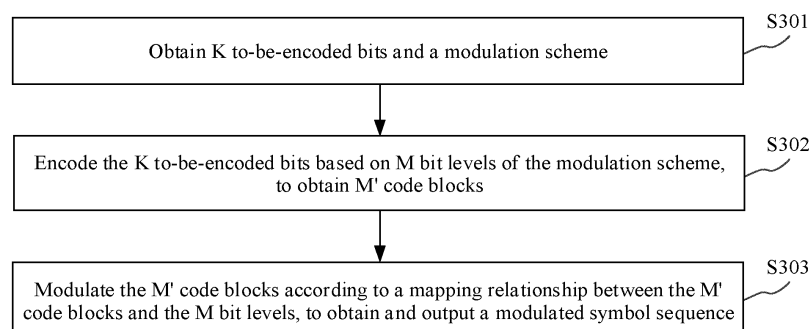 S301
Obtain K to-be-encoded bits and a modulation scheme
S302
Encode the K to-be-encoded bits based on M bit levels of the modulation scheme,
to obtain M' code blocks
S303
Modulate the M' code blocks according to a mapping relationship between the M'
code blocks and the M bit levels, to obtain and output a modulated symbol sequence